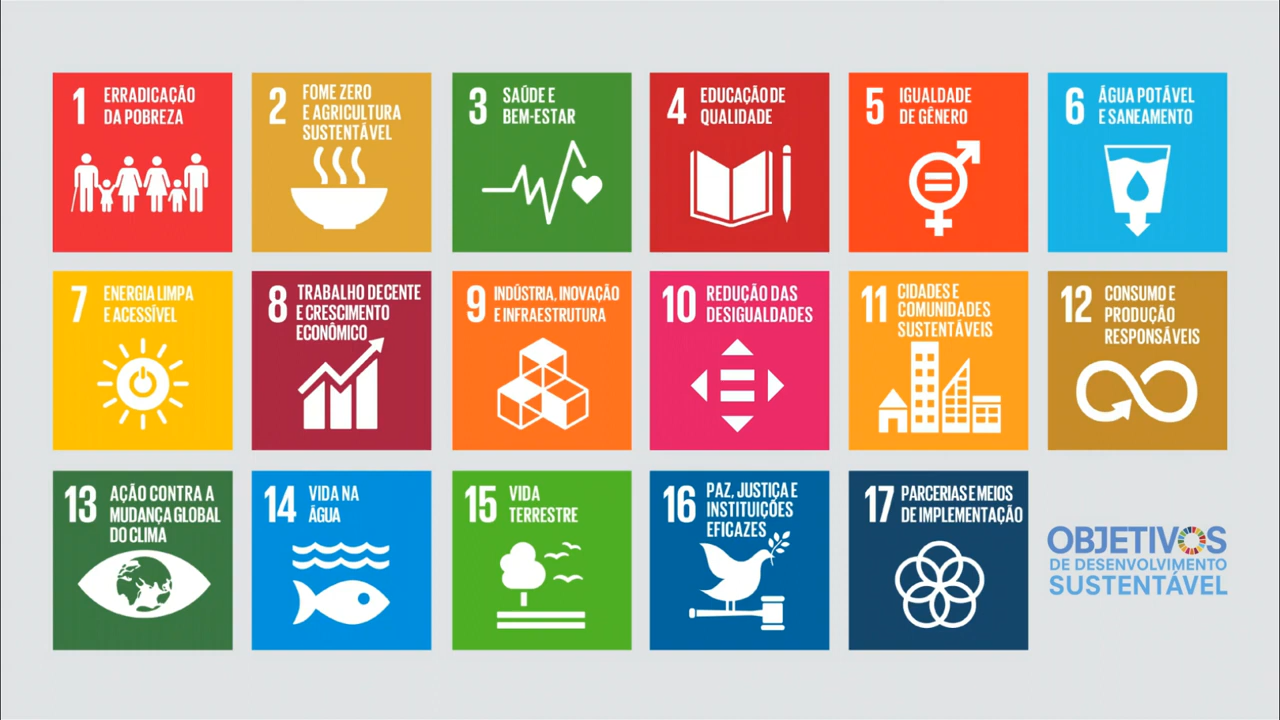 1 ERRADICAÇÃO
DA POBREZA
2 FOME ZERO
E AGRICULTURA
SUSTENTÁVEL
3 SAÚDE E
BEM-ESTAR
4 EDUCAÇÃO DE
QUALIDADE
5 IGUALDADE
DE GÊNERO
6 ÁGUA POTÁVEL
E SANEAMENTO
7 ENERGIA LIMPA
E ACESSÍVEL
8 TRABALHO DECENTE
E CRESCIMENTO
ECONÔMICO
9 INDÚSTRIA, INOVAÇÃO
E INFRAESTRUTURA
10 REDUÇÃO DAS
DESIGUALDADES
11 CIDADES E
COMUNIDADES
SUSTENTÁVEIS
12 CONSUMO E
PRODUÇÃO
RESPONSÁVEIS
13 AÇÃO CONTRA A
MUDANÇA GLOBAL
DO CLIMA
14 VIDA NA
ÁGUA
15 VIDA
TERRESTRE
16 PAZ, JUSTIÇA E
INSTITUIÇÕES
EFICAZES
17 PARCERIAS E MEIOS
DE IMPLEMENTAÇÃO
OBJETIVOS
DE DESENVOLVIMENTO
SUSTENTÁVEL